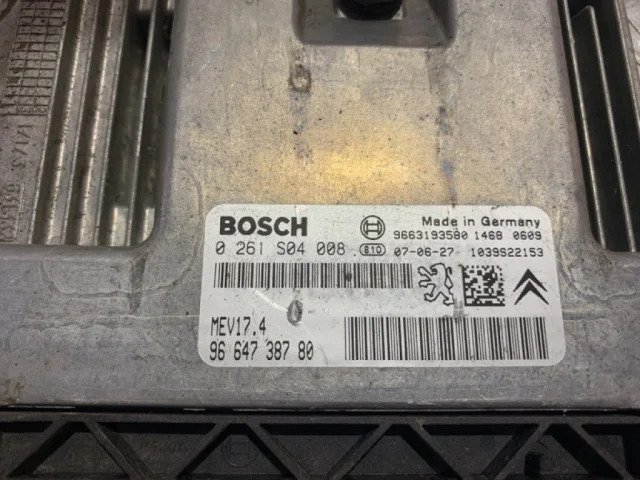 BOSCH
Made in Germany
9663193580 1468 0609
0 261 S04 008
810 07-06-27 1039S22153
MEV17.4
96 647 387 80